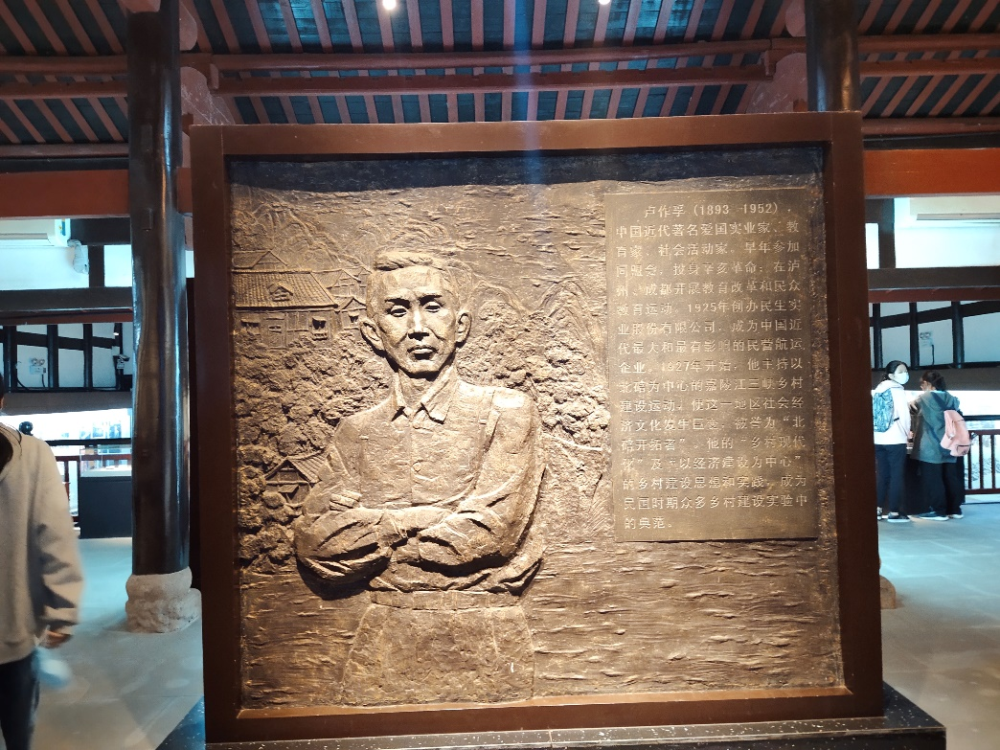 卢作孚（1893-1952），
中国近代著名爱国实业家、教
育家、社会活动家。早年参加
同盟会，投身辛亥革命；在泸
州、成都开展教育改革和民众
教育运动。1925年创办民生实
业股份有限公司，成为中国近
代最大和最有影响的民营航运
企业。1927年开始，他主持以
北碚为中心的嘉陵江三峡乡村
建设运动，使这一地区社会经
济文化发生巨变，被誉为“北
碚开拓者”。他的“乡村现代
化”及“以经济建设为中心”
的乡村建设思想和实践，成为
民国时期众多乡村建设实验中
的典范。